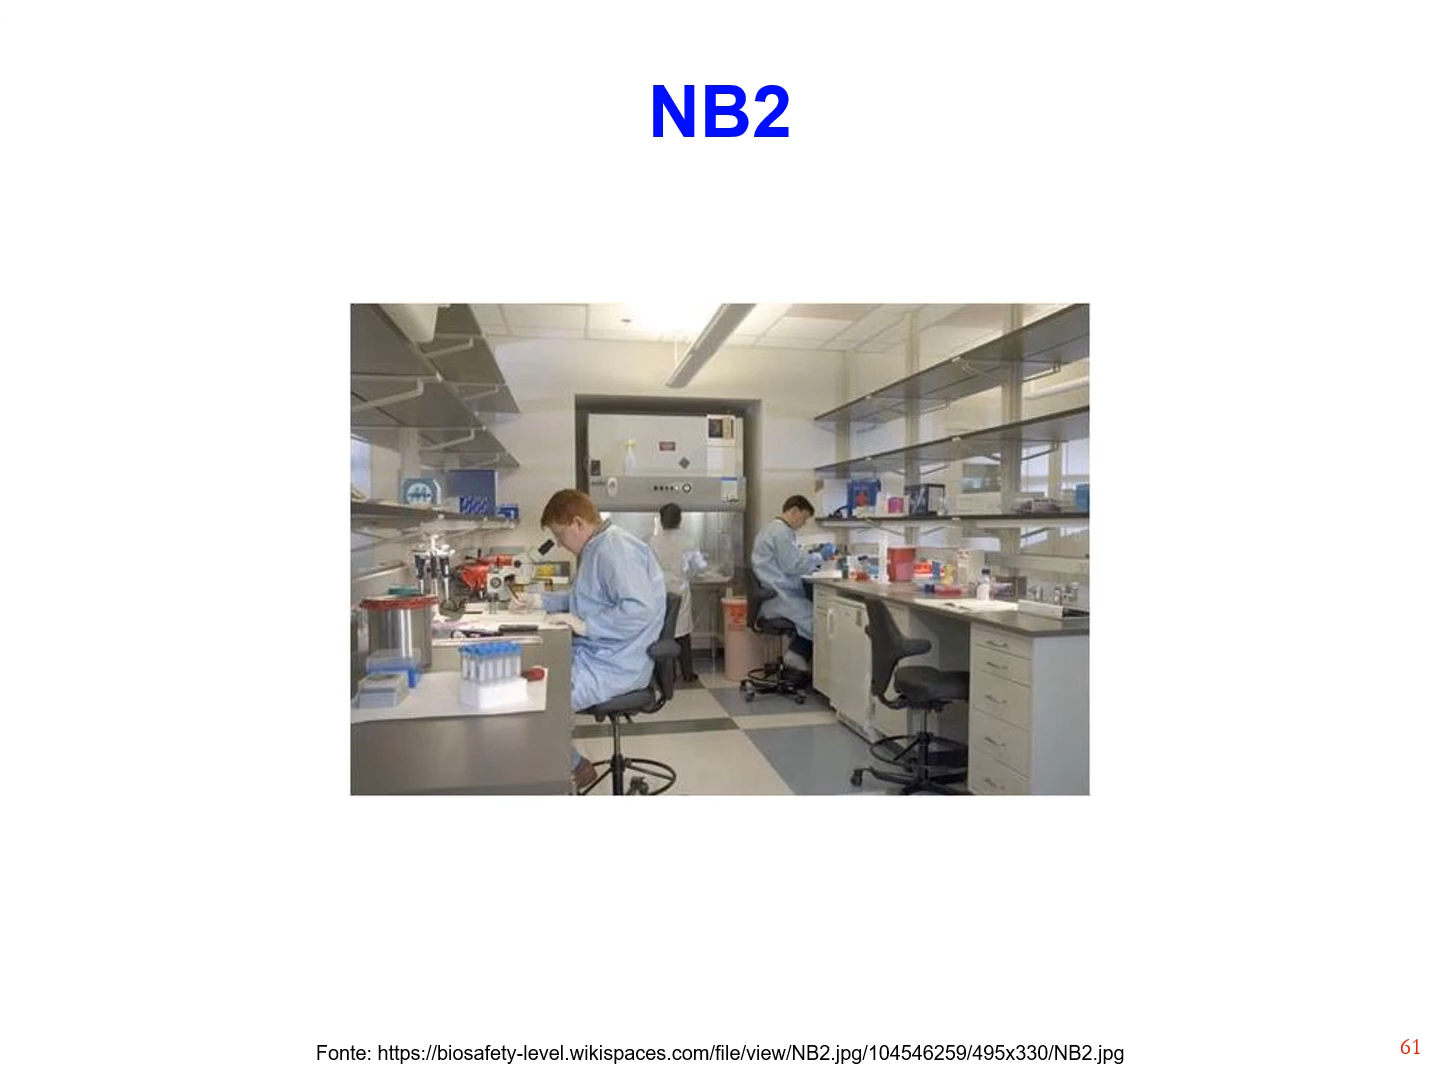 NB2
Fonte: https://biosafety-level.wikispaces.com/file/view/NB2.jpg/104546259/495x330/NB2.jpg
61